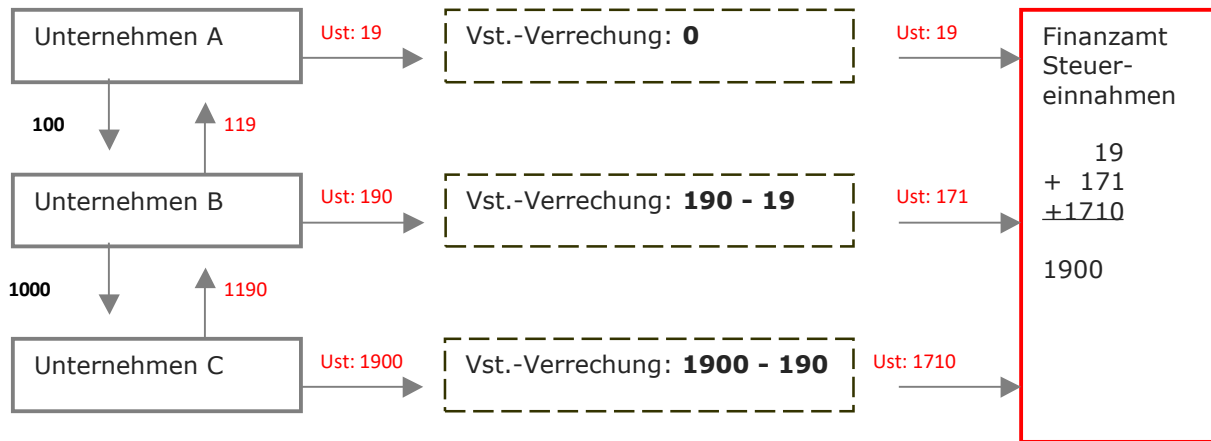 Unternehmen A
Ust: 19
Vst.-Verrechung: 0
Ust: 19
Finanzamt
Steuer-
einnahmen
100
119
19
+ 171
+1710
1900
Unternehmen B
Ust: 190
Vst.-Verrechung: 190 - 19
Ust: 171
1000
1190
Unternehmen C
Ust: 1900
Vst.-Verrechung: 1900 - 190
Ust: 1710